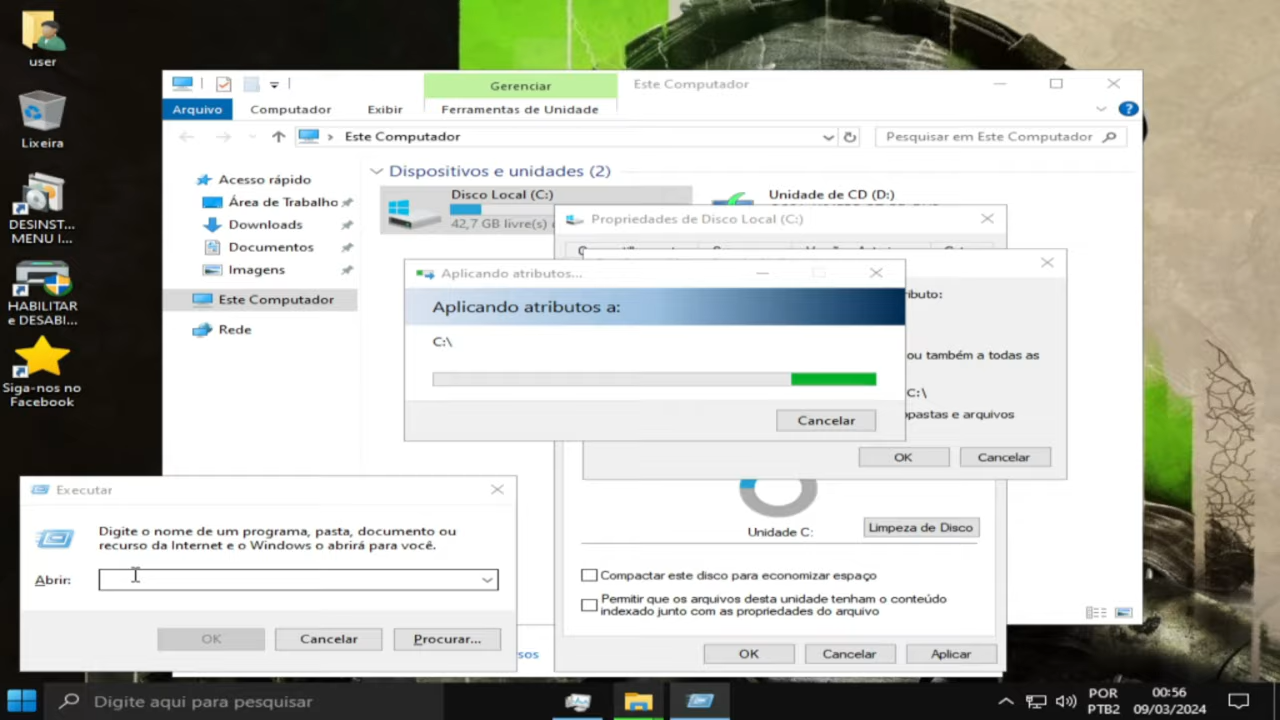 user
Lixeira
DESINST...
MENU I...
HABILITAR
e DESABI...
Siga-nos no
Facebook
Gerenciar
Este Computador
Arquivo
Computador
Exibir
Ferramentas de Unidade
Este Computador
Pesquisar em Este Computador
Acesso rápido
Área de Trabalho
Downloads
Documentos
Imagens
Este Computador
Rede
Dispositivos e unidades (2)
Disco Local (C:)
42,7 GB livre(s)
Unidade de CD (D:)
Propriedades de Disco Local (C:)
ributo:
ou também a todas as
C:\
opastas e arquivos
OK
Cancelar
Aplicando atributos...
Aplicando atributos a:
C:\
Cancelar
Unidade C:
Limpeza de Disco
Compactar este disco para economizar espaço
Permitir que os arquivos desta unidade tenham o conteúdo
indexado junto com as propriedades do arquivo
OK
Cancelar
Aplicar
Executar
Digite o nome de um programa, pasta, documento ou
recurso da Internet e o Windows o abrirá para você.
Abrir:
OK
Cancelar
Procurar...
sos
Digite aqui para pesquisar
POR
PTB2
00:56
09/03/2024